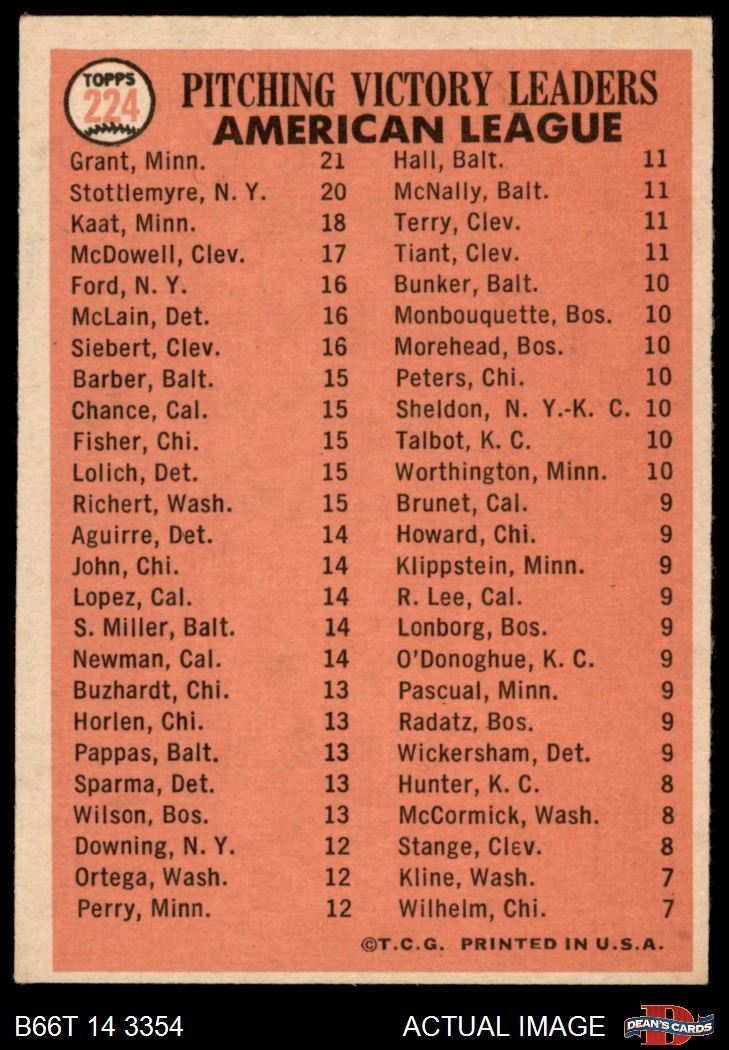 TOPPS
224
PITCHING VICTORY LEADERS
AMERICAN LEAGUE
Grant, Minn. 21
Stottlemyre, N. Y. 20
Kaat, Minn. 18
McDowell, Clev. 17
Ford, N. Y. 16
McLain, Det. 16
Siebert, Clev. 16
Barber, Balt. 15
Chance, Cal. 15
Fisher, Chi. 15
Lolich, Det. 15
Richert, Wash. 15
Aguirre, Det. 14
John, Chi. 14
Lopez, Cal. 14
S. Miller, Balt. 14
Newman, Cal. 14
Buzhardt, Chi. 13
Horlen, Chi. 13
Pappas, Balt. 13
Sparma, Det. 13
Wilson, Bos. 13
Downing, N. Y. 12
Ortega, Wash. 12
Perry, Minn. 12
Hall, Balt. 11
McNally, Balt. 11
Terry, Clev. 11
Tiant, Clev. 11
Bunker, Balt. 10
Monbouquette, Bos. 10
Morehead, Bos. 10
Peters, Chi. 10
Sheldon, N. Y.-K. C. 10
Talbot, K. C. 10
Worthington, Minn. 10
Brunet, Cal. 9
Howard, Chi. 9
Klippstein, Minn. 9
R. Lee, Cal. 9
Lonborg, Bos. 9
O'Donoghue, K. C. 9
Pascual, Minn. 9
Radatz, Bos. 9
Wickersham, Det. 9
Hunter, K. C. 8
McCormick, Wash. 8
Stange, Clev. 8
Kline, Wash. 7
Wilhelm, Chi. 7
©T.C.G. PRINTED IN U.S.A.
B66T 14 3354 ACTUAL IMAGE
D
DEAN'S CARDS